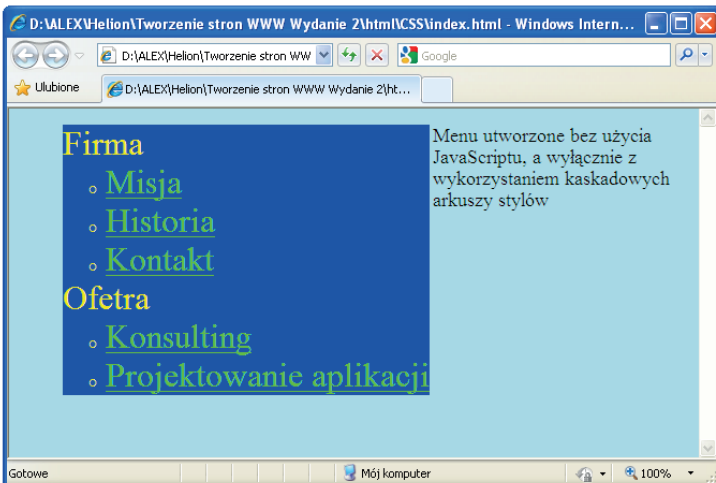 D:\ALEX\Helion\Tworzenie stron WWW Wydanie 2\html\CSS\index.html - Windows Intern...
D:\ALEX\Helion\Tworzenie stron WW
Google
Ulubione
D:\ALEX\Helion\Tworzenie stron WWW Wydanie 2\ht...
Firma
Misja
Historia
Kontakt
Ofetra
Konsulting
Projektowanie aplikacji
Menu utworzone bez użycia
JavaScriptu, a wyłącznie z
wykorzystaniem kaskadowych
arkuszy stylów
Gotowe
Mój komputer
100%